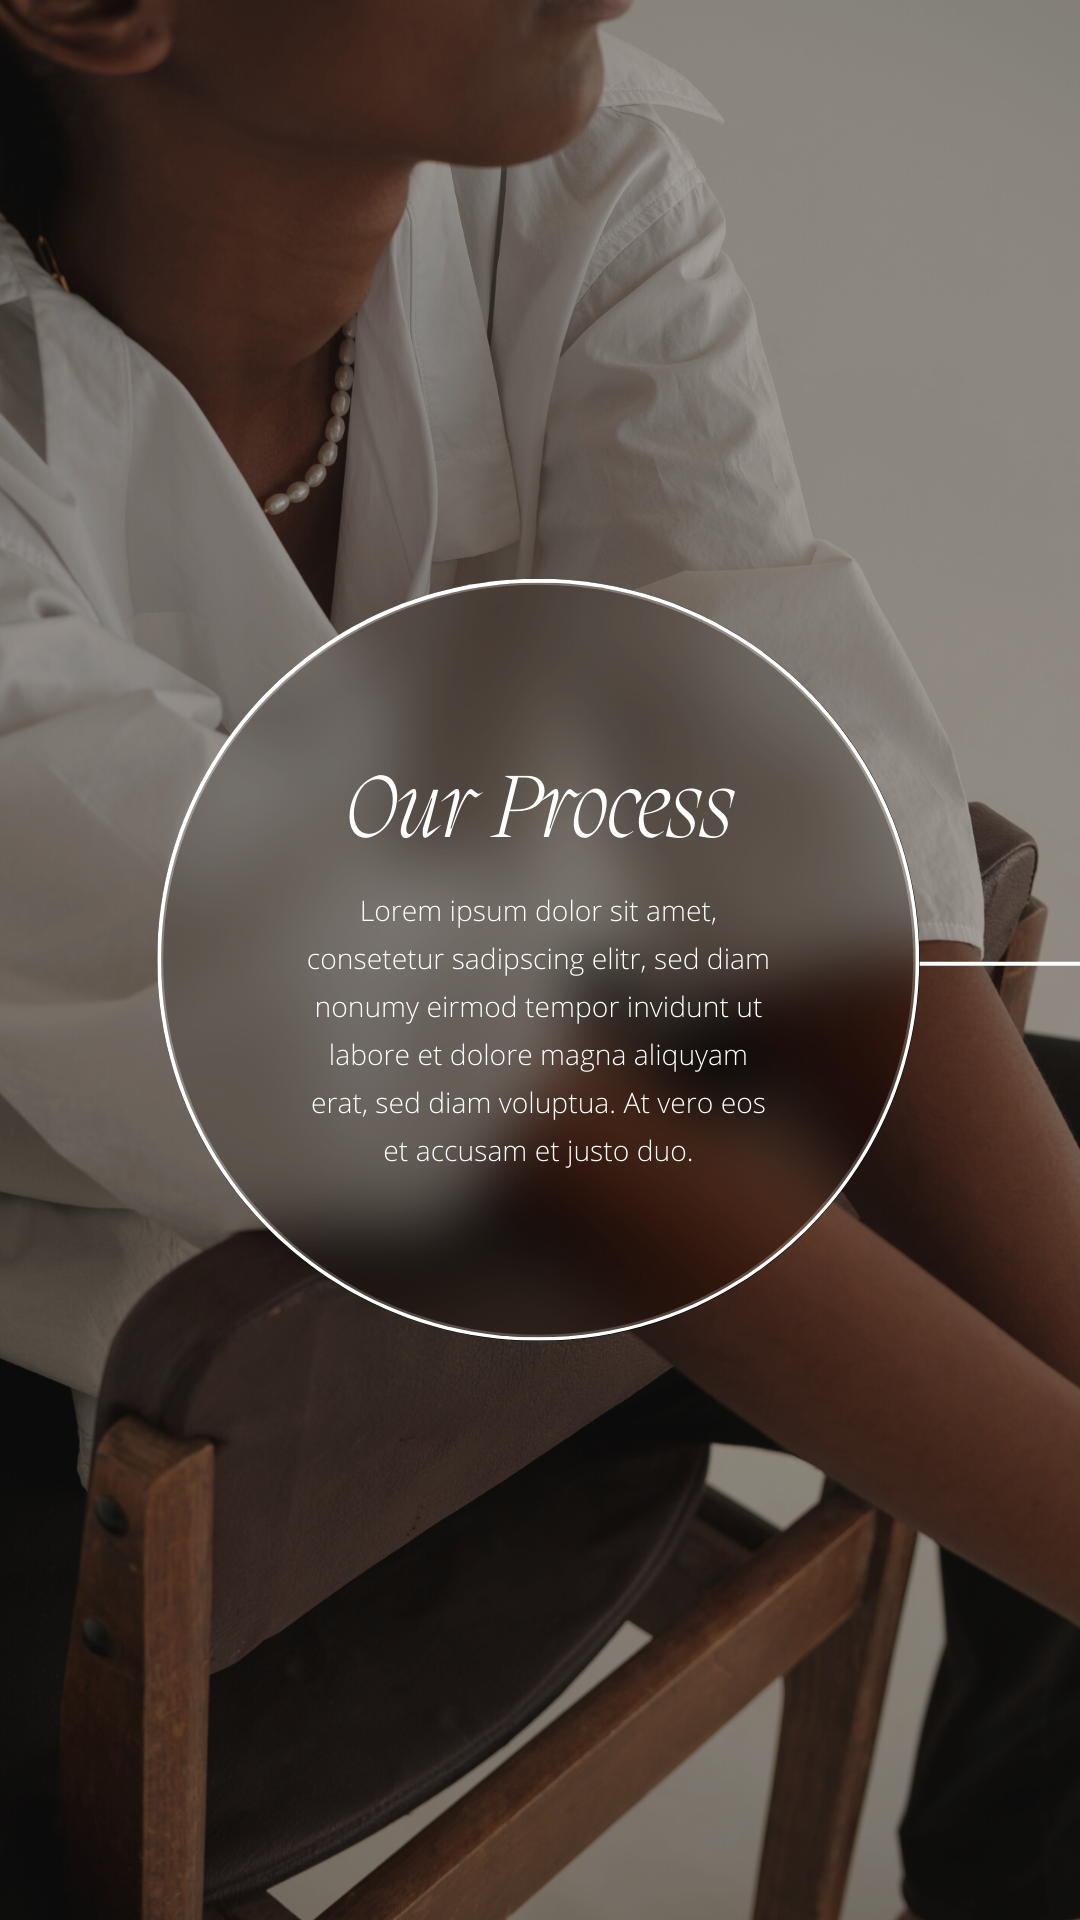 Our Process
Lorem ipsum dolor sit amet,
consetetur sadipscing elitr, sed diam
nonumy eirmod tempor invidunt ut
labore et dolore magna aliquyam
erat, sed diam voluptua. At vero eos
et accusam et justo duo.